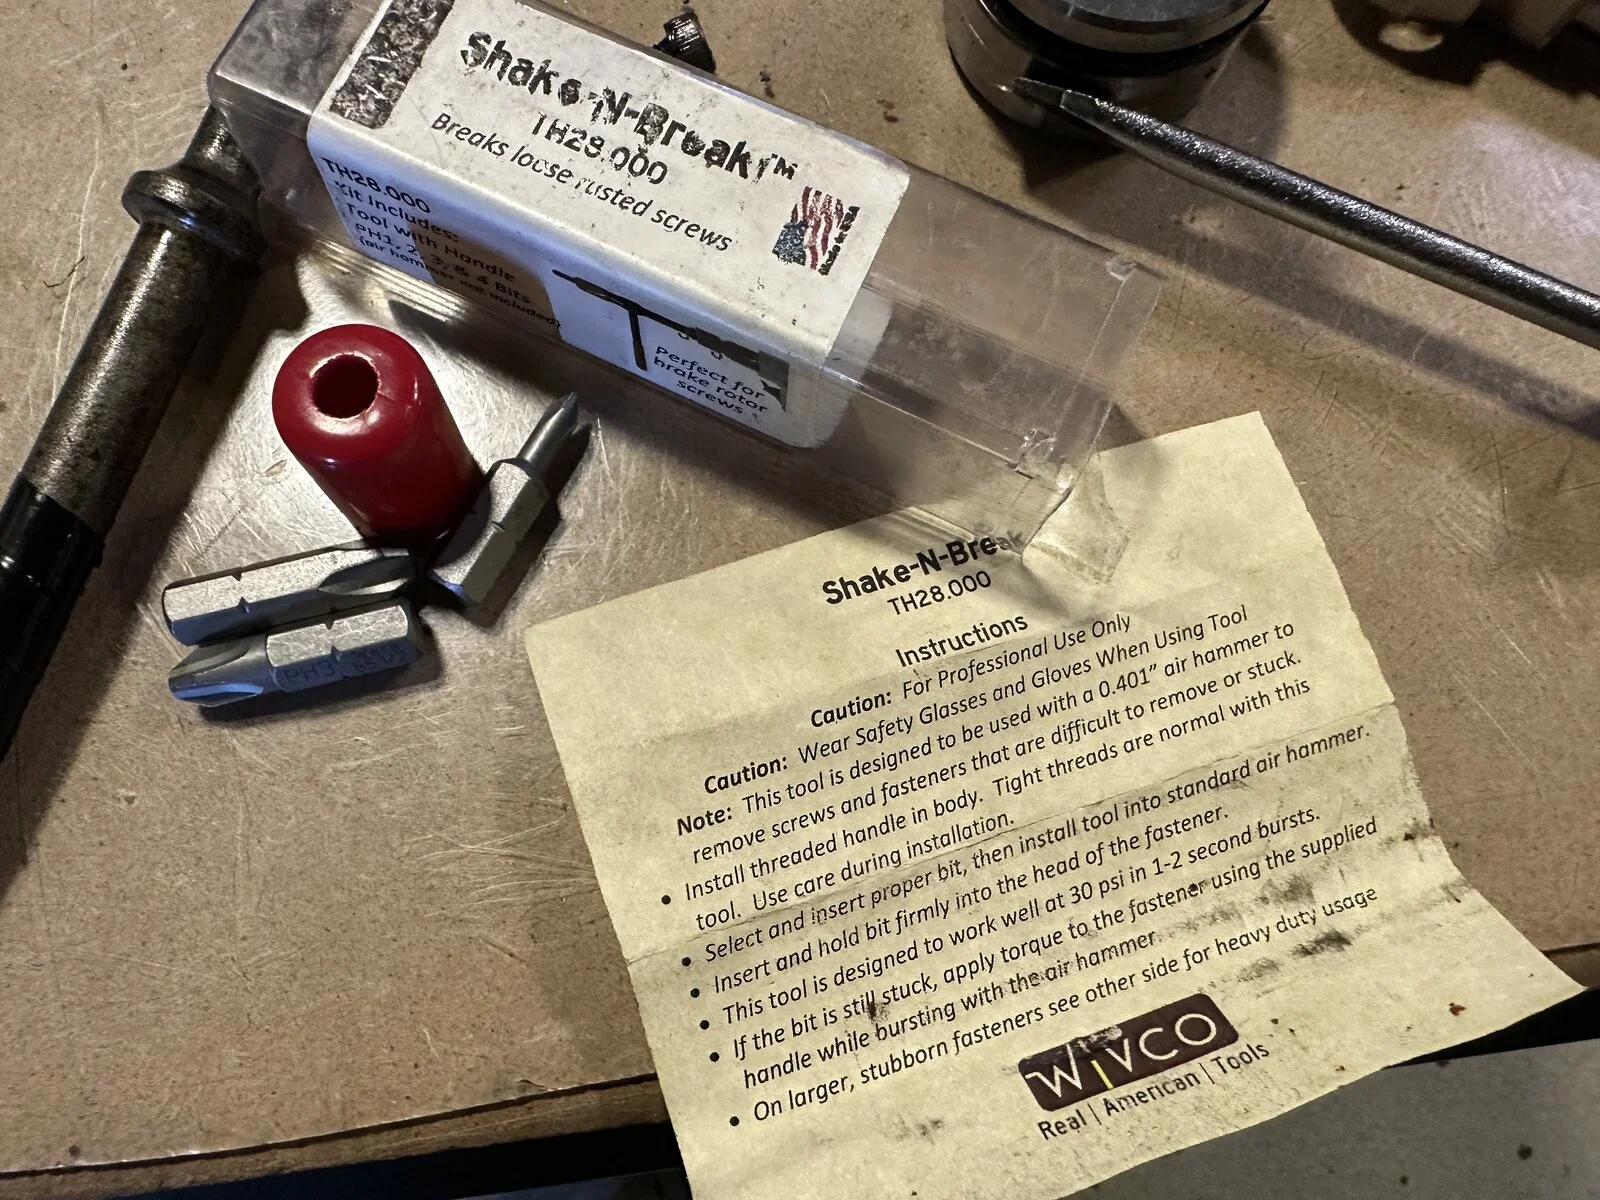 Shake-N-Break™
TH28.000
Breaks loose rusted screws
Made in USA
TH28.000
Kit Includes:
Tool with Handle
PH1, 2, 3, & 4 Bits
(air hammer not included)
Perfect for
brake rotor
screws
PH3
Shake-N-Break
TH28.000
Instructions
Caution: For Professional Use Only
Caution: Wear Safety Glasses and Gloves When Using Tool
Note: This tool is designed to be used with a 0.401” air hammer to
remove screws and fasteners that are difficult to remove or stuck.
• Install threaded handle in body. Tight threads are normal with this
tool. Use care during installation.
• Select and insert proper bit, then install tool into standard air hammer.
• Insert and hold bit firmly into the head of the fastener.
• This tool is designed to work well at 30 psi in 1-2 second bursts.
• If the bit is still stuck, apply torque to the fastener using the supplied
handle while bursting with the air hammer
• On larger, stubborn fasteners see other side for heavy duty usage
WIVCO
Real | American | Tools